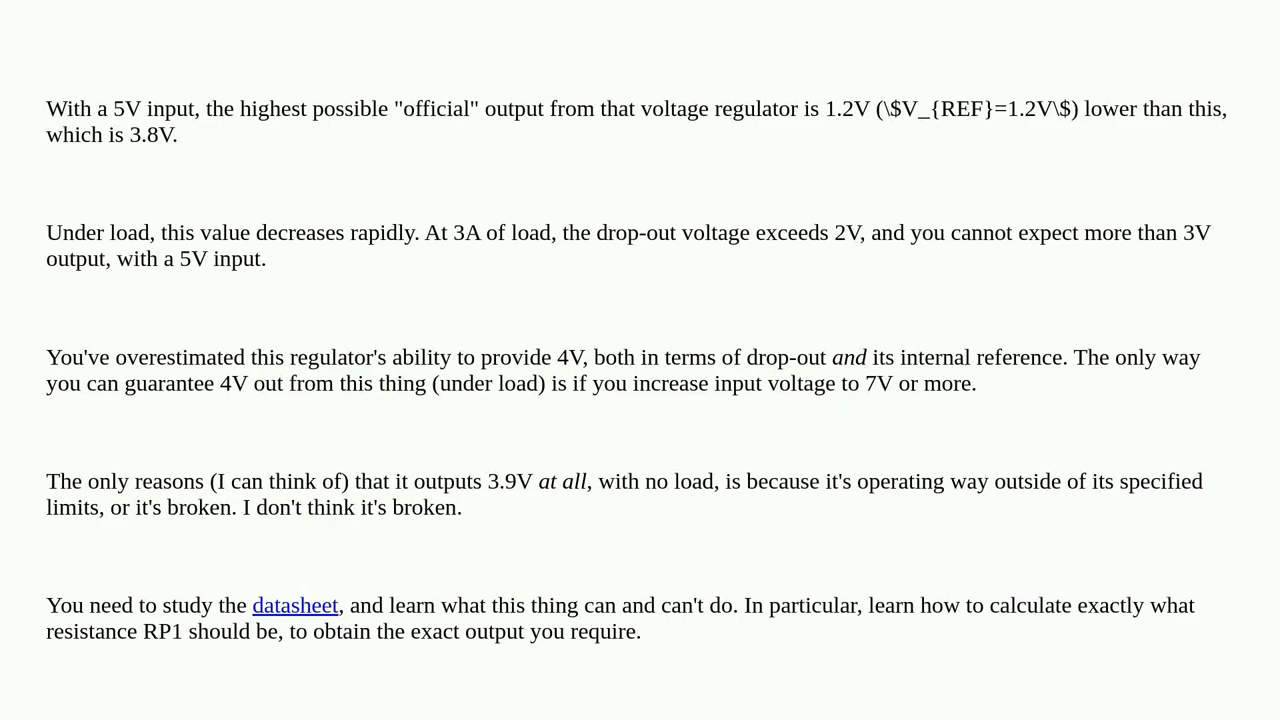 With a 5V input, the highest possible "official" output from that voltage regulator is 1.2V (\$V_{REF}=1.2V\$) lower than this,
which is 3.8V.
Under load, this value decreases rapidly. At 3A of load, the drop-out voltage exceeds 2V, and you cannot expect more than 3V
output, with a 5V input.
You've overestimated this regulator's ability to provide 4V, both in terms of drop-out and its internal reference. The only way
you can guarantee 4V out from this thing (under load) is if you increase input voltage to 7V or more.
The only reasons (I can think of) that it outputs 3.9V at all, with no load, is because it's operating way outside of its specified
limits, or it's broken. I don't think it's broken.
You need to study the datasheet, and learn what this thing can and can't do. In particular, learn how to calculate exactly what
resistance RP1 should be, to obtain the exact output you require.